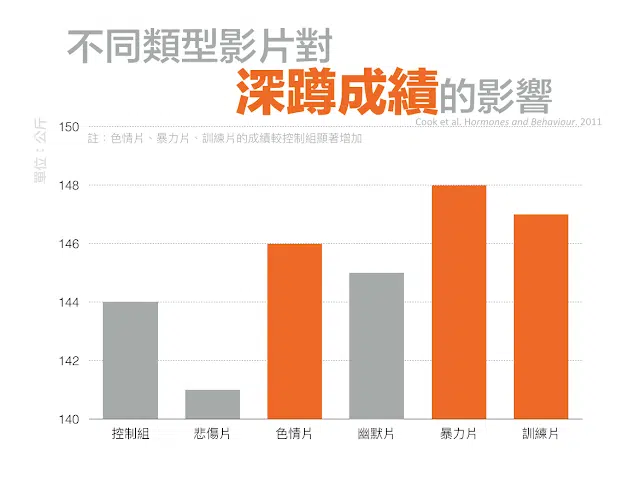 不同類型影片對
深蹲成績的影響
Cook et al. Hormones and Behaviour. 2011
單位：公斤
註：色情片、暴力片、訓練片的成績較控制組顯著增加
150
148
146
144
142
140
控制組
悲傷片
色情片
幽默片
暴力片
訓練片